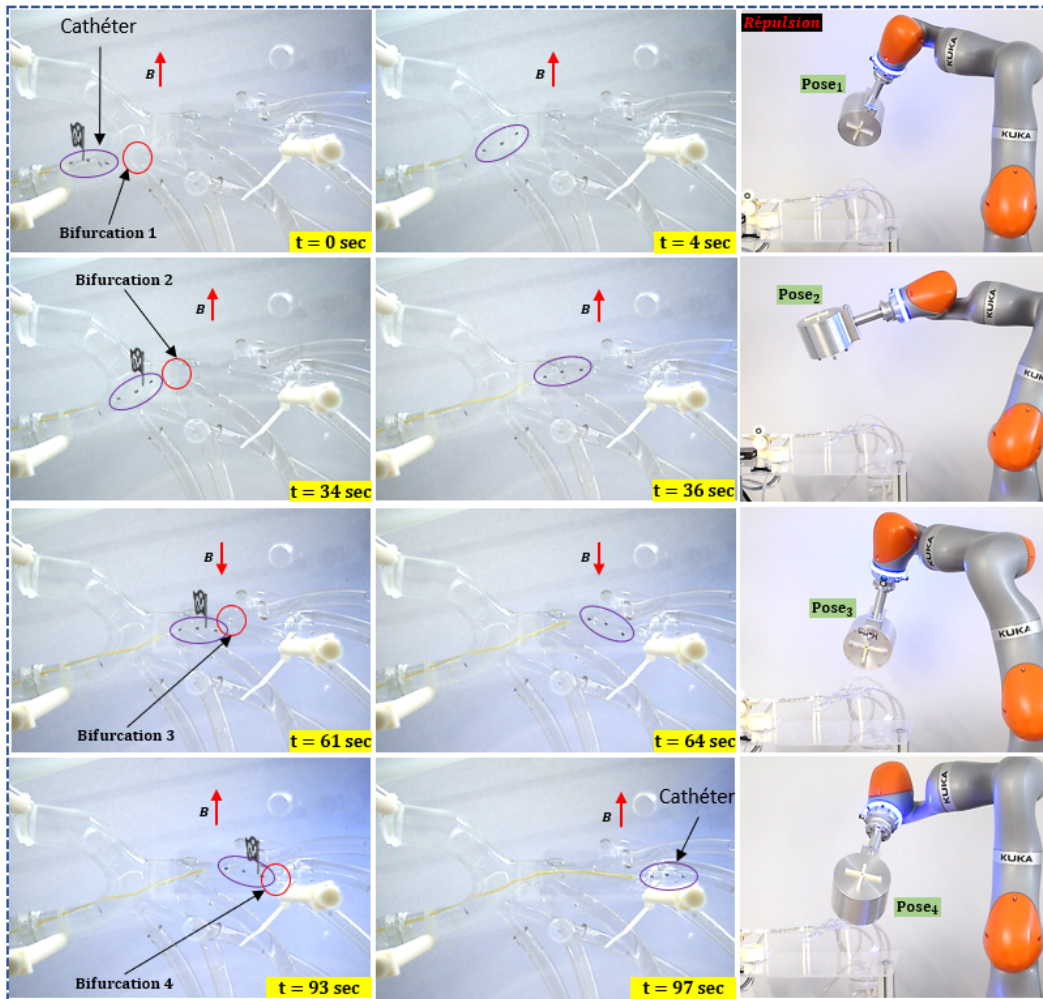 Cathéter
B
Bifurcation 1
t = 0 sec
B
t = 4 sec
Répulsion
Pose1
KUKA
KUKA
Bifurcation 2
B
t = 34 sec
B
t = 36 sec
Pose2
KUKA
KUKA
B
Bifurcation 3
t = 61 sec
B
t = 64 sec
KUKA
Pose3
KUKA
B
Bifurcation 4
t = 93 sec
B
Cathéter
t = 97 sec
KUKA
KUKA
Pose4